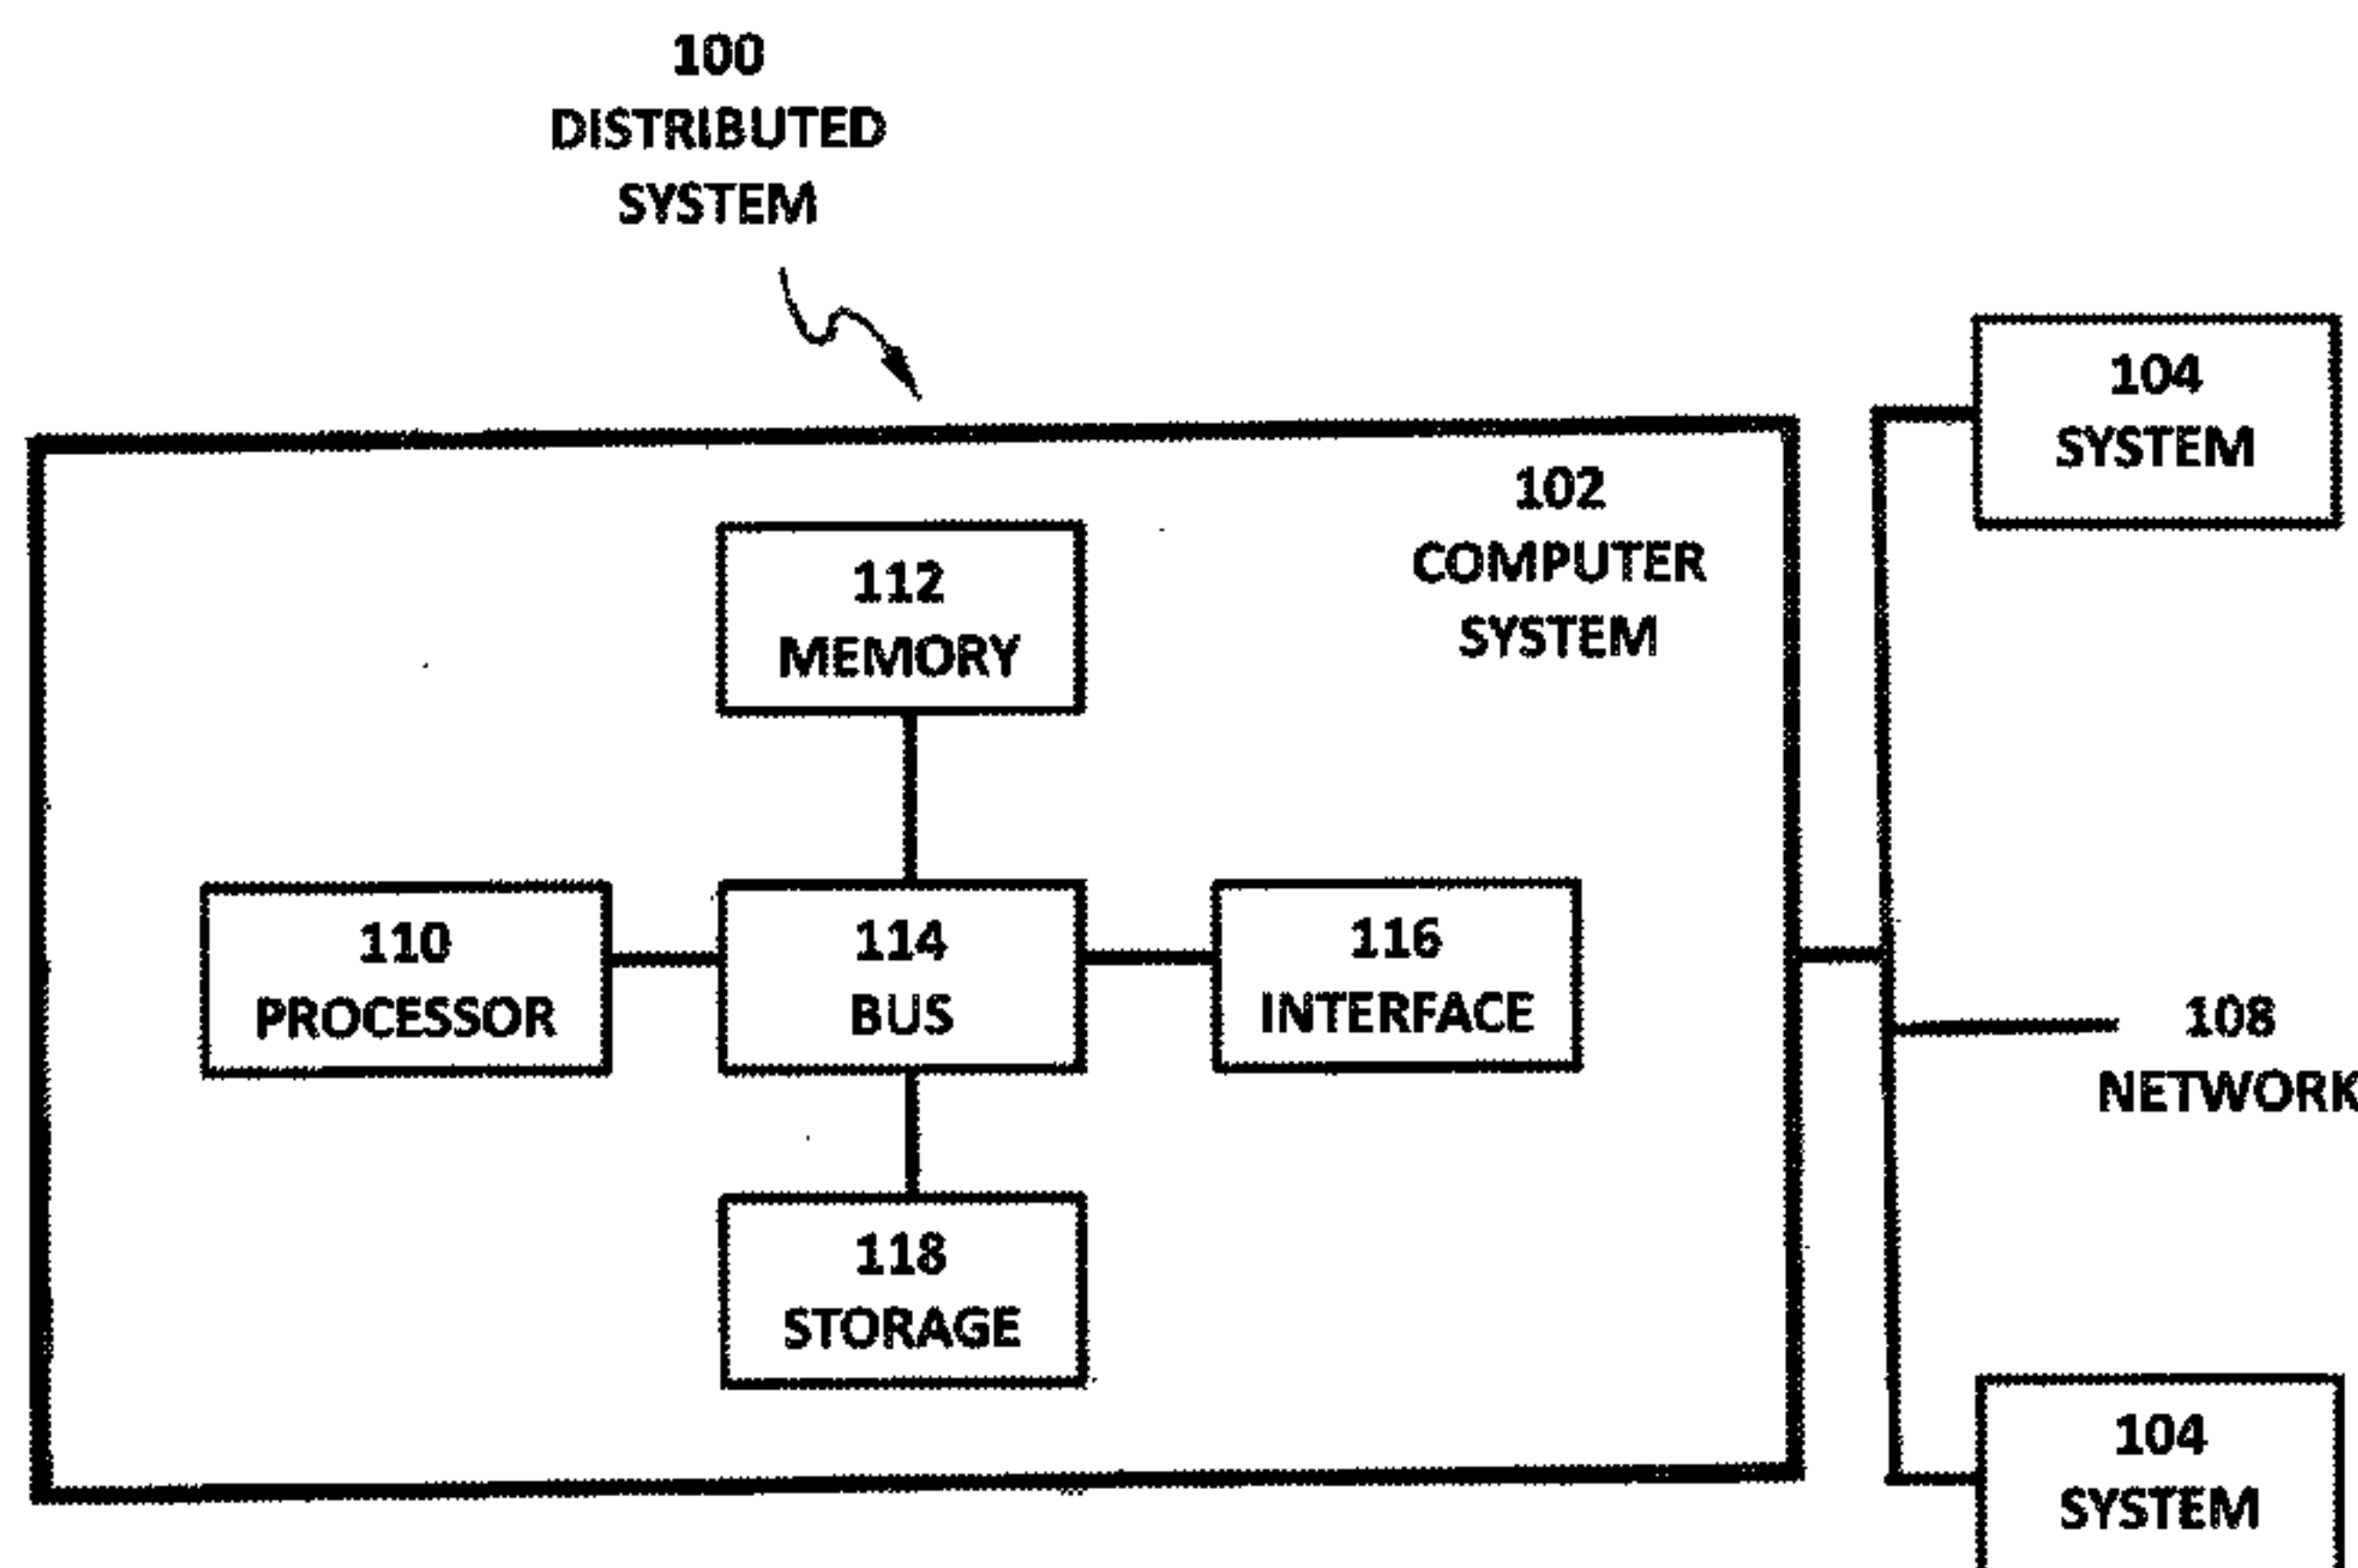 100
DISTRIBUTED
SYSTEM
104
SYSTEM
102
COMPUTER
SYSTEM
112
MEMORY
110
PROCESSOR
114
BUS
116
INTERFACE
108
NETWORK
118
STORAGE
104
SYSTEM